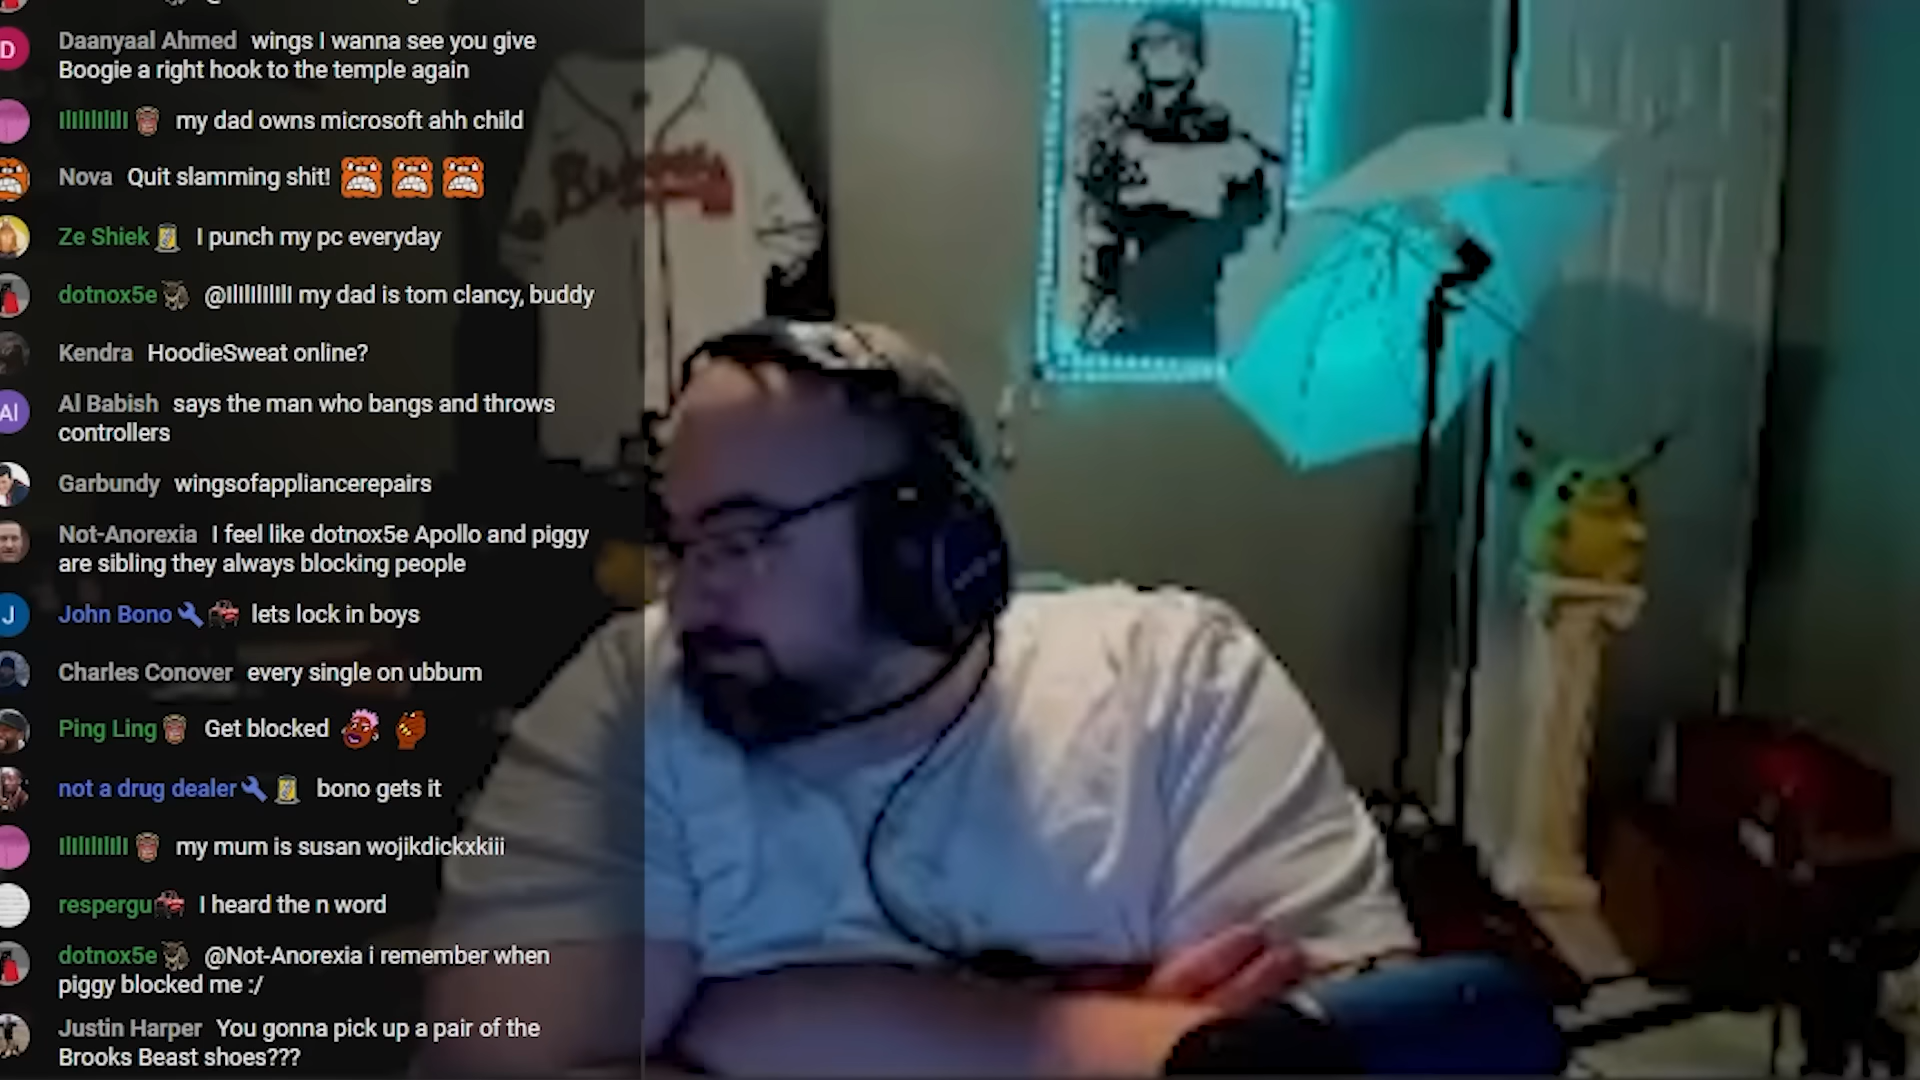 Daanyaal Ahmed wings I wanna see you give
Boogie a right hook to the temple again
my dad owns microsoft ahh child
Nova Quit slamming shit!
Ze Shiek I punch my pc everyday
dotnox5e my dad is tom clancy, buddy
Kendra HoodieSweat online?
Al Babish says the man who bangs and throws
controllers
Garbundy wingsofappliancerepairs
Not-Anorexia I feel like dotnox5e Apollo and piggy
are sibling they always blocking people
John Bono lets lock in boys
Charles Conover every single on ubbum
Ping Ling Get blocked
not a drug dealer bono gets it
my mum is susan wojikdickxkiii
respergu I heard the n word
dotnox5e @Not-Anorexia i remember when
piggy blocked me :/
Justin Harper You gonna pick up a pair of the
Brooks Beast shoes???